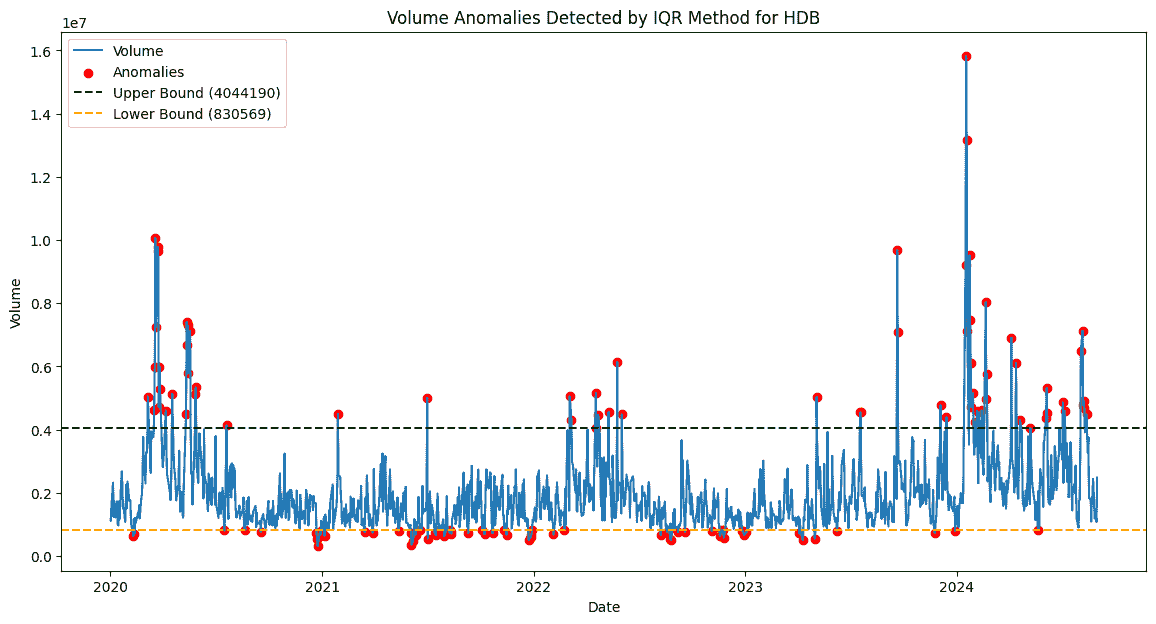 Volume Anomalies Detected by IQR Method for HDB
1e7
Volume
Anomalies
Upper Bound (4044190)
Lower Bound (830569)
1.6
1.4
1.2
1.0
0.8
0.6
0.4
0.2
0.0
Volume
2020
2021
2022
2023
2024
Date